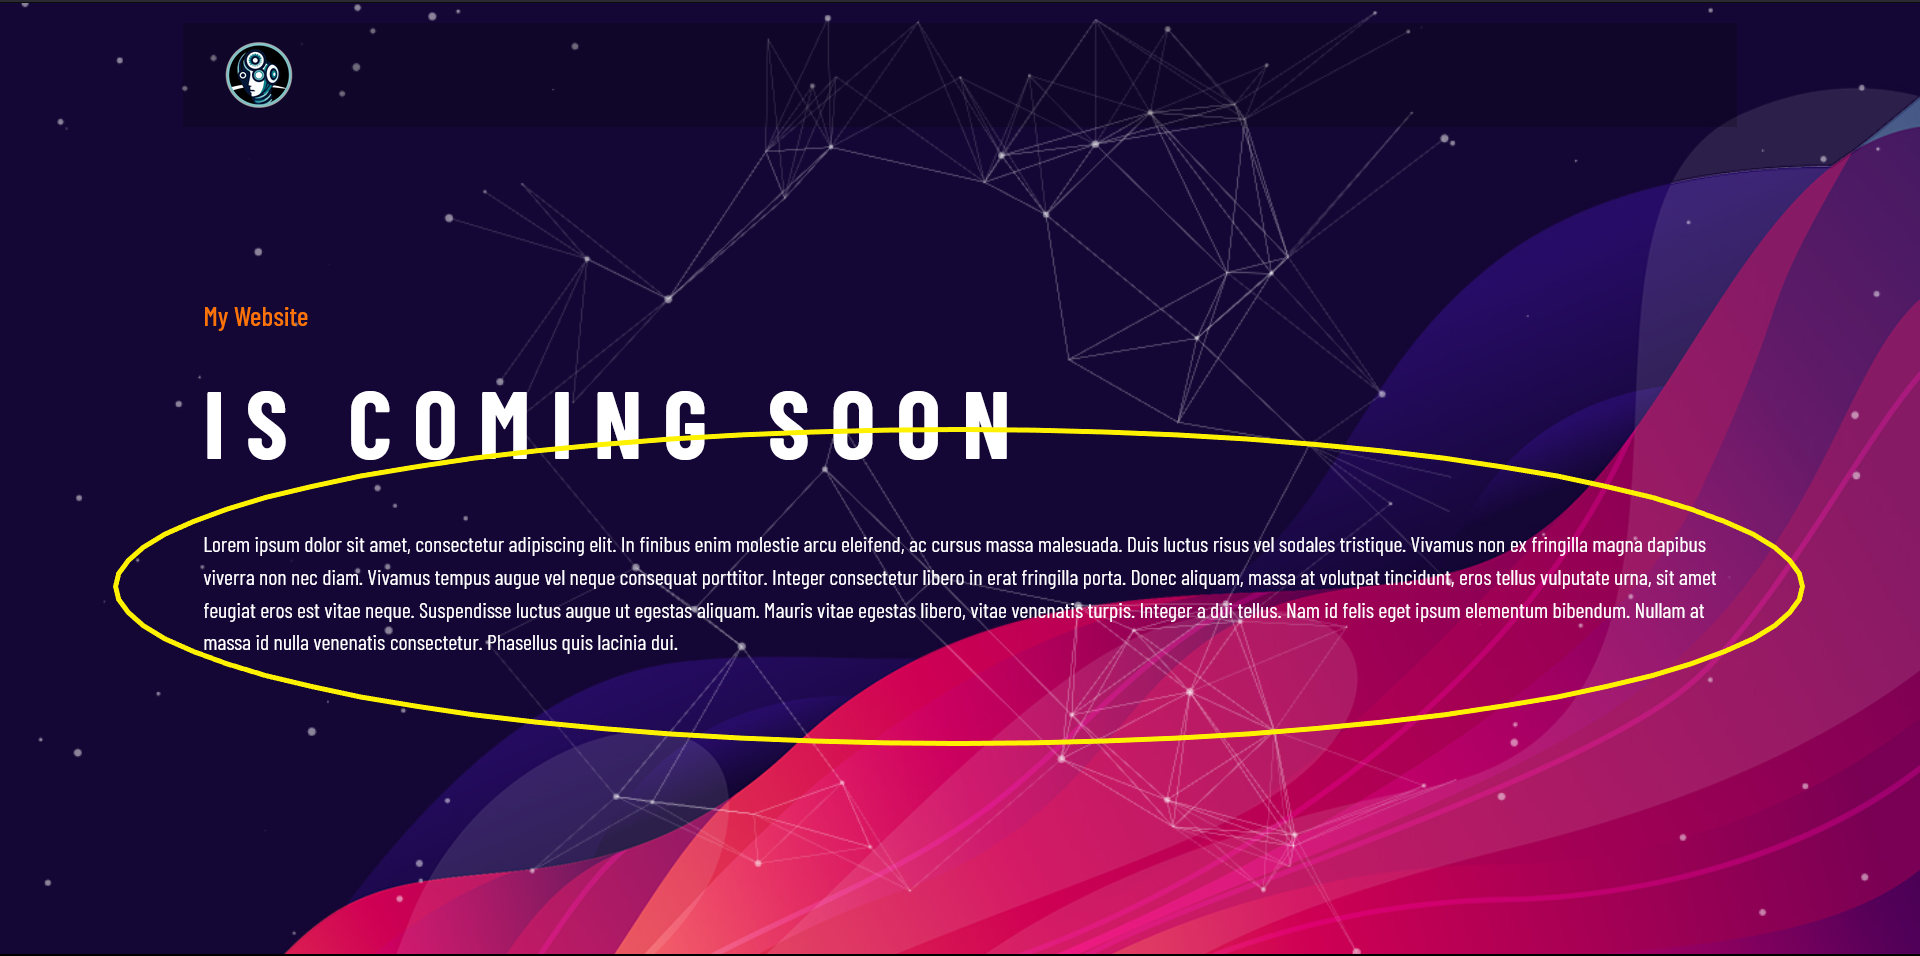 My Website
IS COMING SOON
Lorem ipsum dolor sit amet, consectetur adipiscing elit. In finibus enim molestie arcu eleifend, ac cursus massa malesuada. Duis luctus risus vel sodales tristique. Vivamus non ex fringilla magna dapibus
viverra non nec diam. Vivamus tempus augue vel neque consequat porttitor. Integer consectetur libero in erat fringilla porta. Donec aliquam, massa at volutpat tincidunt, eros tellus vulputate urna, sit amet
feugiat eros est vitae neque. Suspendisse luctus augue ut egestas aliquam. Mauris vitae egestas libero, vitae venenatis turpis. Integer a dui tellus. Nam id felis eget ipsum elementum bibendum. Nullam at
massa id nulla venenatis consectetur. Phasellus quis lacinia dui.